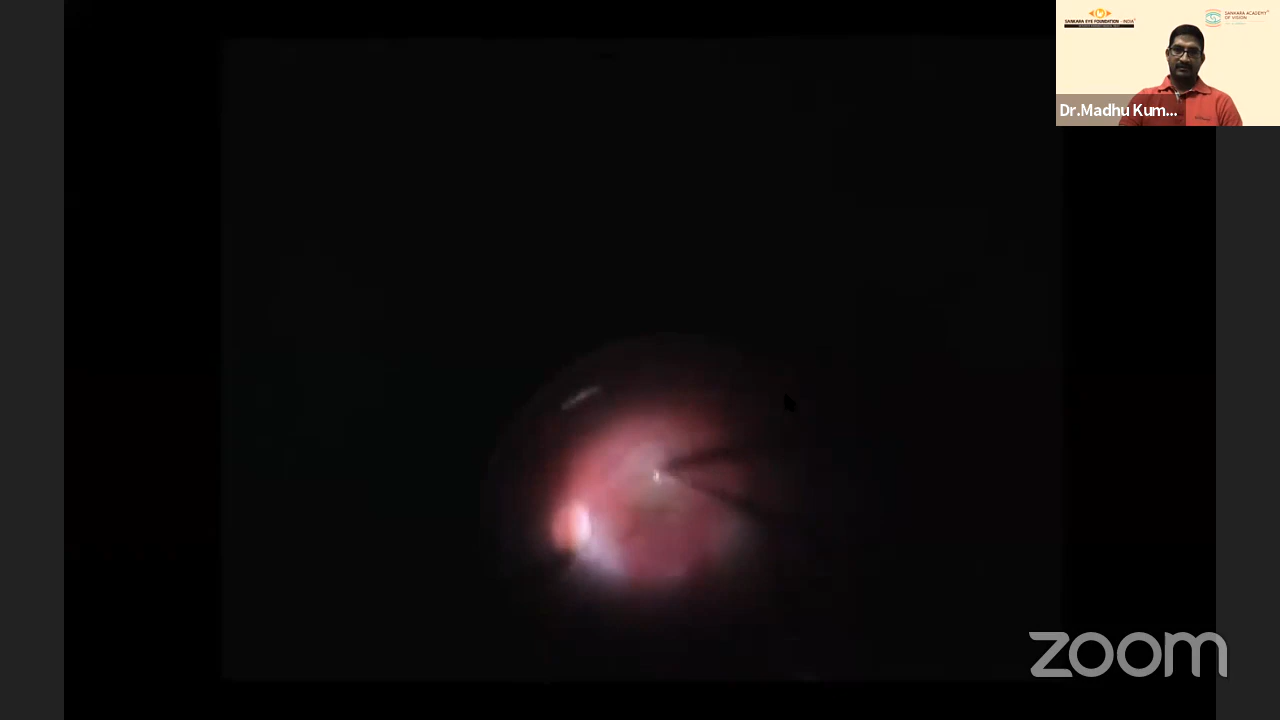 SANKARA EYE FOUNDATION - INDIA
SANKARA ACADEMY
OF VISION
Dr.Madhu Kum...
zoom